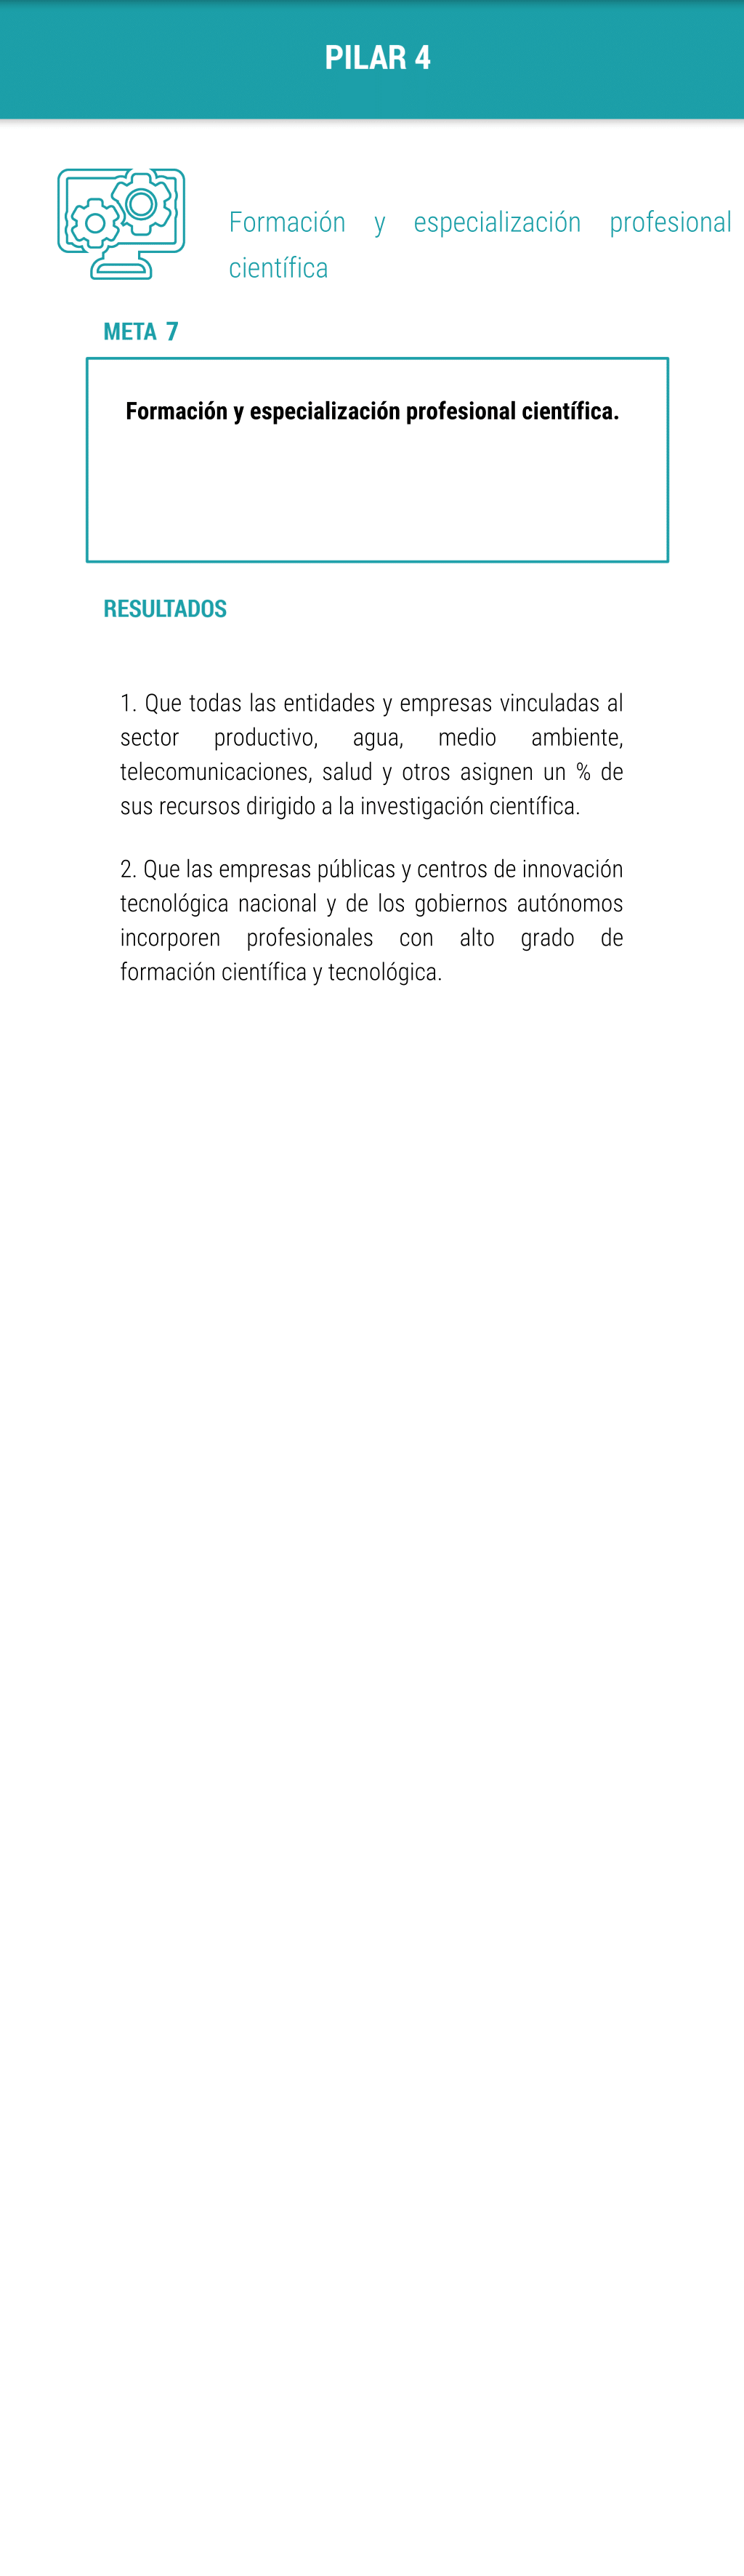 PILAR 4
Formación y especialización profesional
científica
META 7
Formación y especialización profesional científica.
RESULTADOS
1. Que todas las entidades y empresas vinculadas al
sector productivo, agua, medio ambiente,
telecomunicaciones, salud y otros asignen un % de
sus recursos dirigido a la investigación científica.
2. Que las empresas públicas y centros de innovación
tecnológica nacional y de los gobiernos autónomos
incorporen profesionales con alto grado de
formación científica y tecnológica.